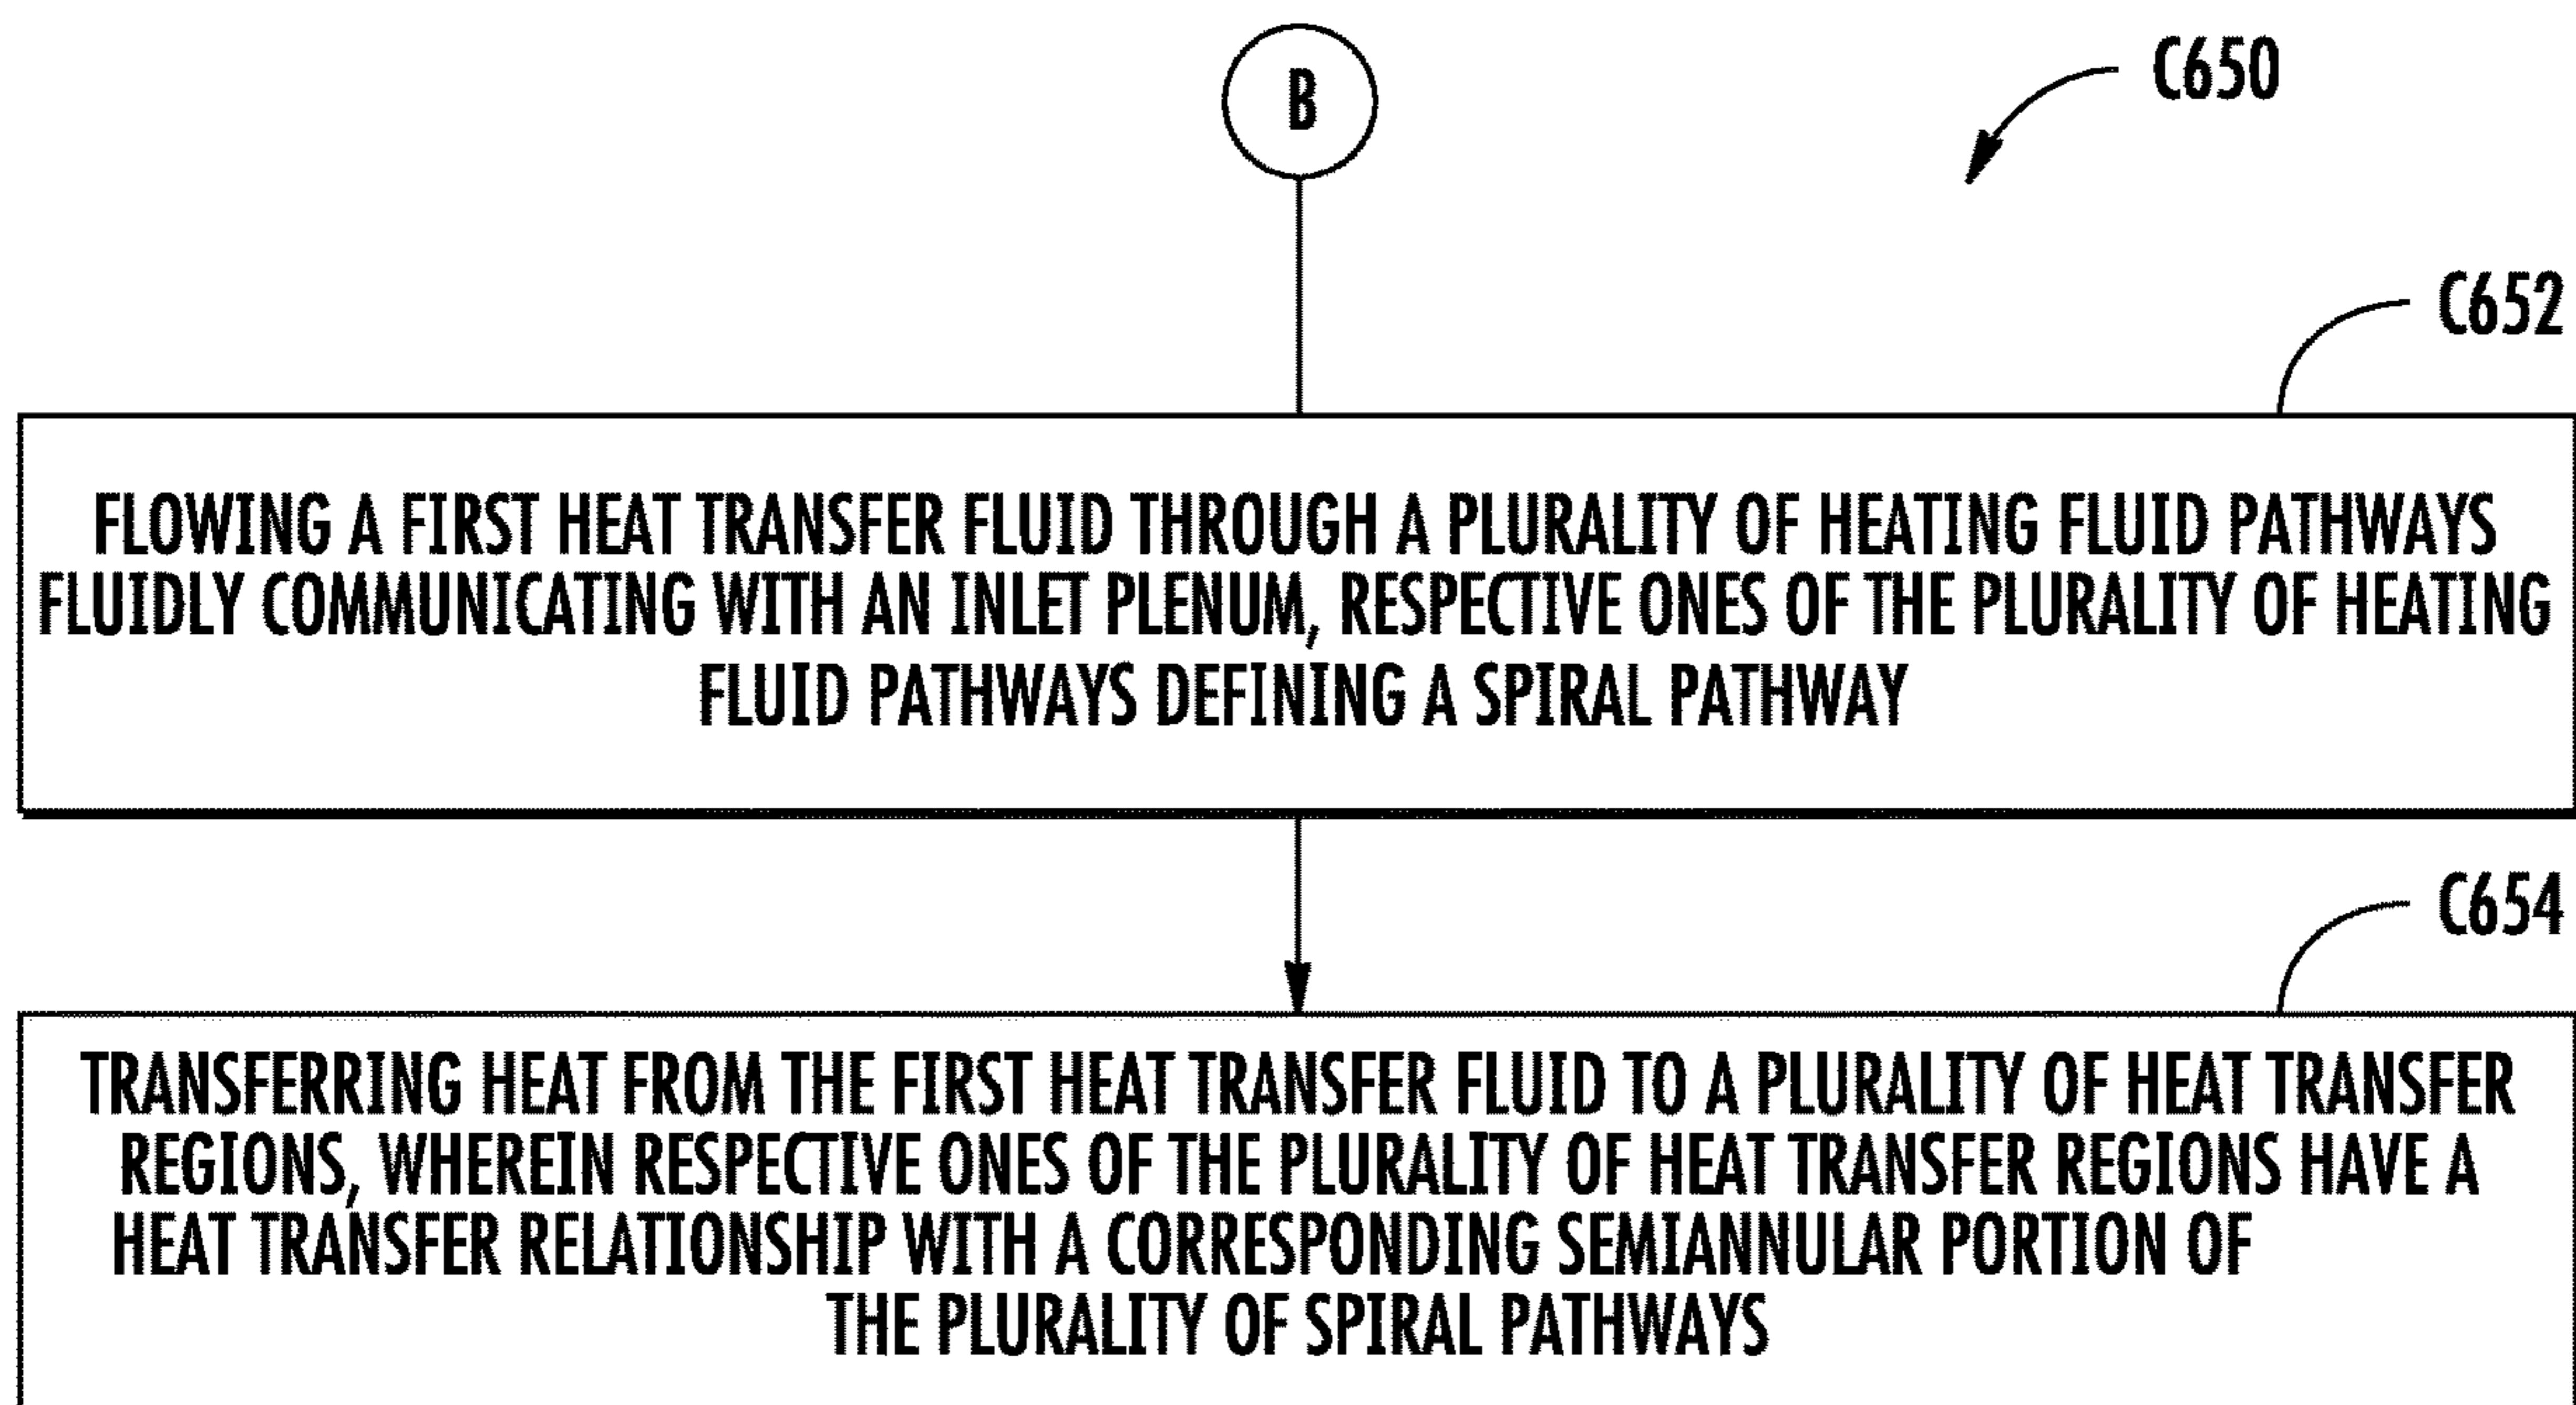 B
C650
C652
FLOWING A FIRST HEAT TRANSFER FLUID THROUGH A PLURALITY OF HEATING FLUID PATHWAYS
FLUIDLY COMMUNICATING WITH AN INLET PLENUM, RESPECTIVE ONES OF THE PLURALITY OF HEATING
FLUID PATHWAYS DEFINING A SPIRAL PATHWAY
C654
TRANSFERRING HEAT FROM THE FIRST HEAT TRANSFER FLUID TO A PLURALITY OF HEAT TRANSFER
REGIONS, WHEREIN RESPECTIVE ONES OF THE PLURALITY OF HEAT TRANSFER REGIONS HAVE A
HEAT TRANSFER RELATIONSHIP WITH A CORRESPONDING SEMIANNULAR PORTION OF
THE PLURALITY OF SPIRAL PATHWAYS